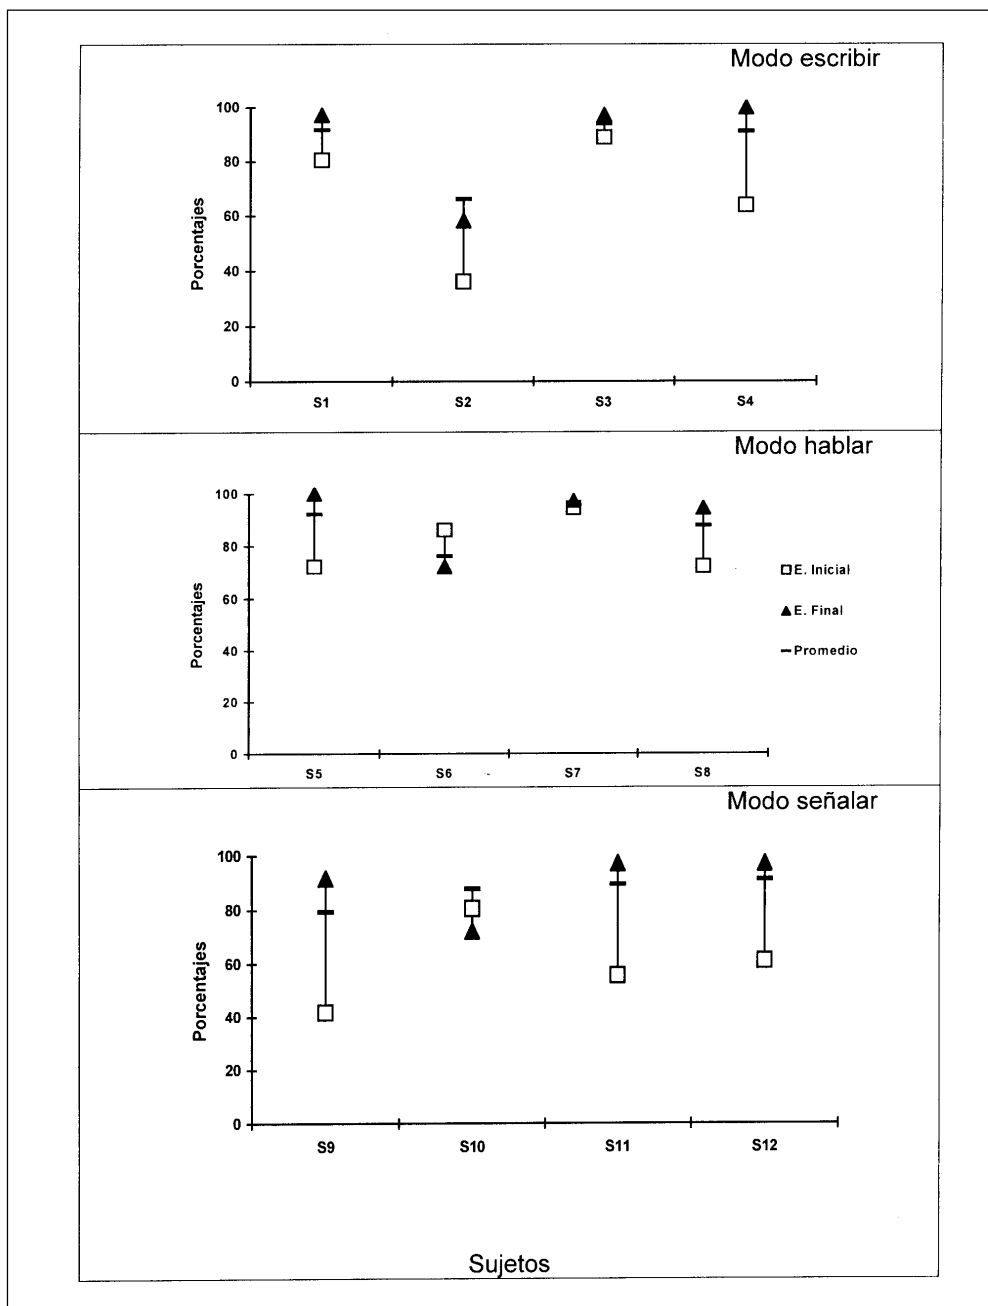 Modo escribir
100
80
60
40
20
0
Porcentajes
S1 S2 S3 S4
Modo hablar
100
80
60
40
20
0
Porcentajes
S5 S6 S7 S8
E. Inicial
E. Final
Promedio
Modo señalar
100
80
60
40
20
0
Porcentajes
S9 S10 S11 S12
Sujetos